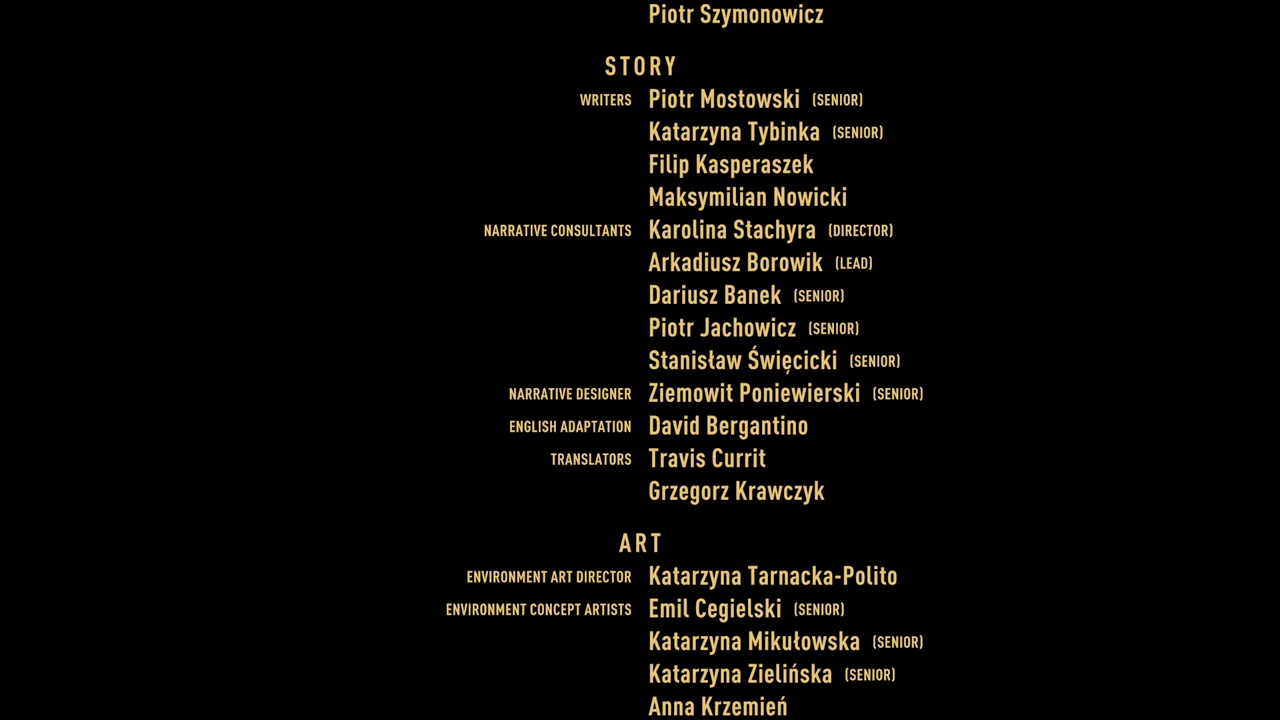 Piotr Szymonowicz
STORY
WRITERS Piotr Mostowski (SENIOR)
Katarzyna Tybinka (SENIOR)
Filip Kasperaszek
Maksymilian Nowicki
NARRATIVE CONSULTANTS Karolina Stachyra (DIRECTOR)
Arkadiusz Borowik (LEAD)
Dariusz Banek (SENIOR)
Piotr Jachowicz (SENIOR)
Stanisław Święcicki (SENIOR)
NARRATIVE DESIGNER Ziemowit Poniewierski (SENIOR)
ENGLISH ADAPTATION David Bergantino
TRANSLATORS Travis Currit
Grzegorz Krawczyk
ART
ENVIRONMENT ART DIRECTOR Katarzyna Tarnacka-Polito
ENVIRONMENT CONCEPT ARTISTS Emil Cegielski (SENIOR)
Katarzyna Mikułowska (SENIOR)
Katarzyna Zielińska (SENIOR)
Anna Krzemień